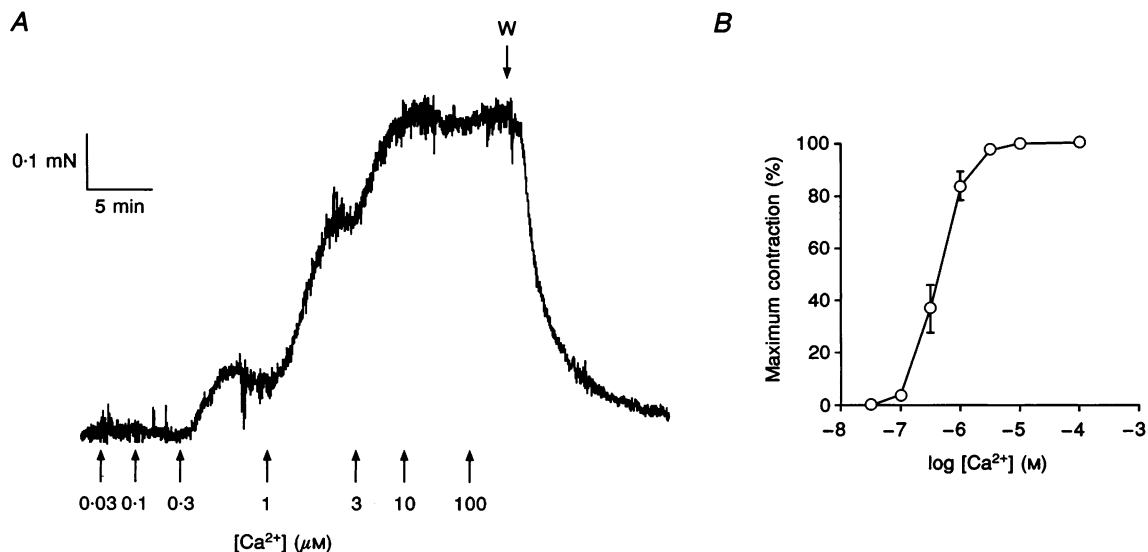 A
W
0·1 mN
5 min
0·03 0·1 0·3 1 3 10 100
[Ca²⁺] (μM)
B
Maximum contraction (%)
100
80
60
40
20
0
−8 −7 −6 −5 −4 −3
log [Ca²⁺] (M)